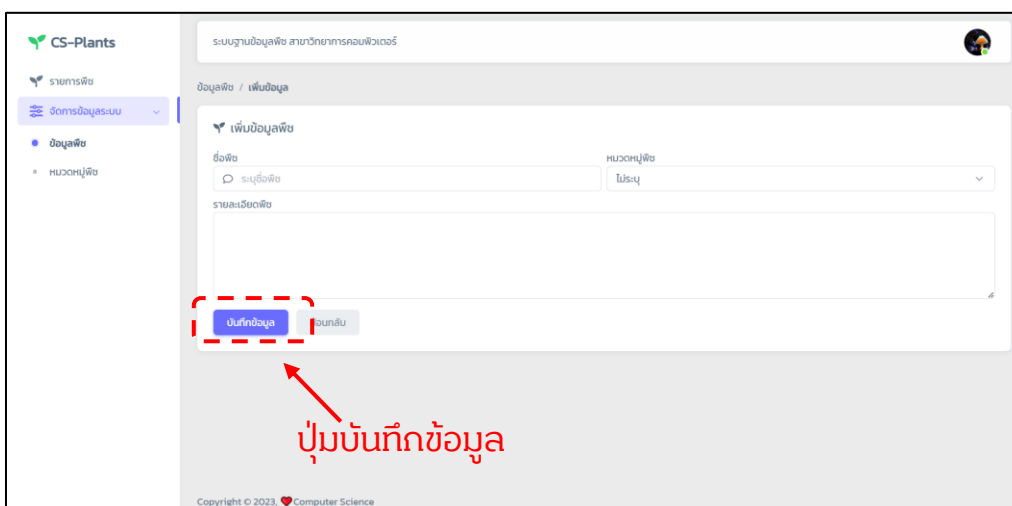 CS-Plants
ระบบฐานข้อมูลพืช สาขาวิทยาการคอมพิวเตอร์
รายการพืช
จัดการข้อมูลระบบ
ข้อมูลพืช
หมวดหมู่พืช
ข้อมูลพืช / เพิ่มข้อมูล
เพิ่มข้อมูลพืช
ชื่อพืช
หมวดหมู่พืช
ระบุชื่อพืช
ไม่ระบุ
รายละเอียดพืช
บันทึกข้อมูล
ย้อนกลับ
ปุ่มบันทึกข้อมูล
Copyright © 2023, ❤Computer Science